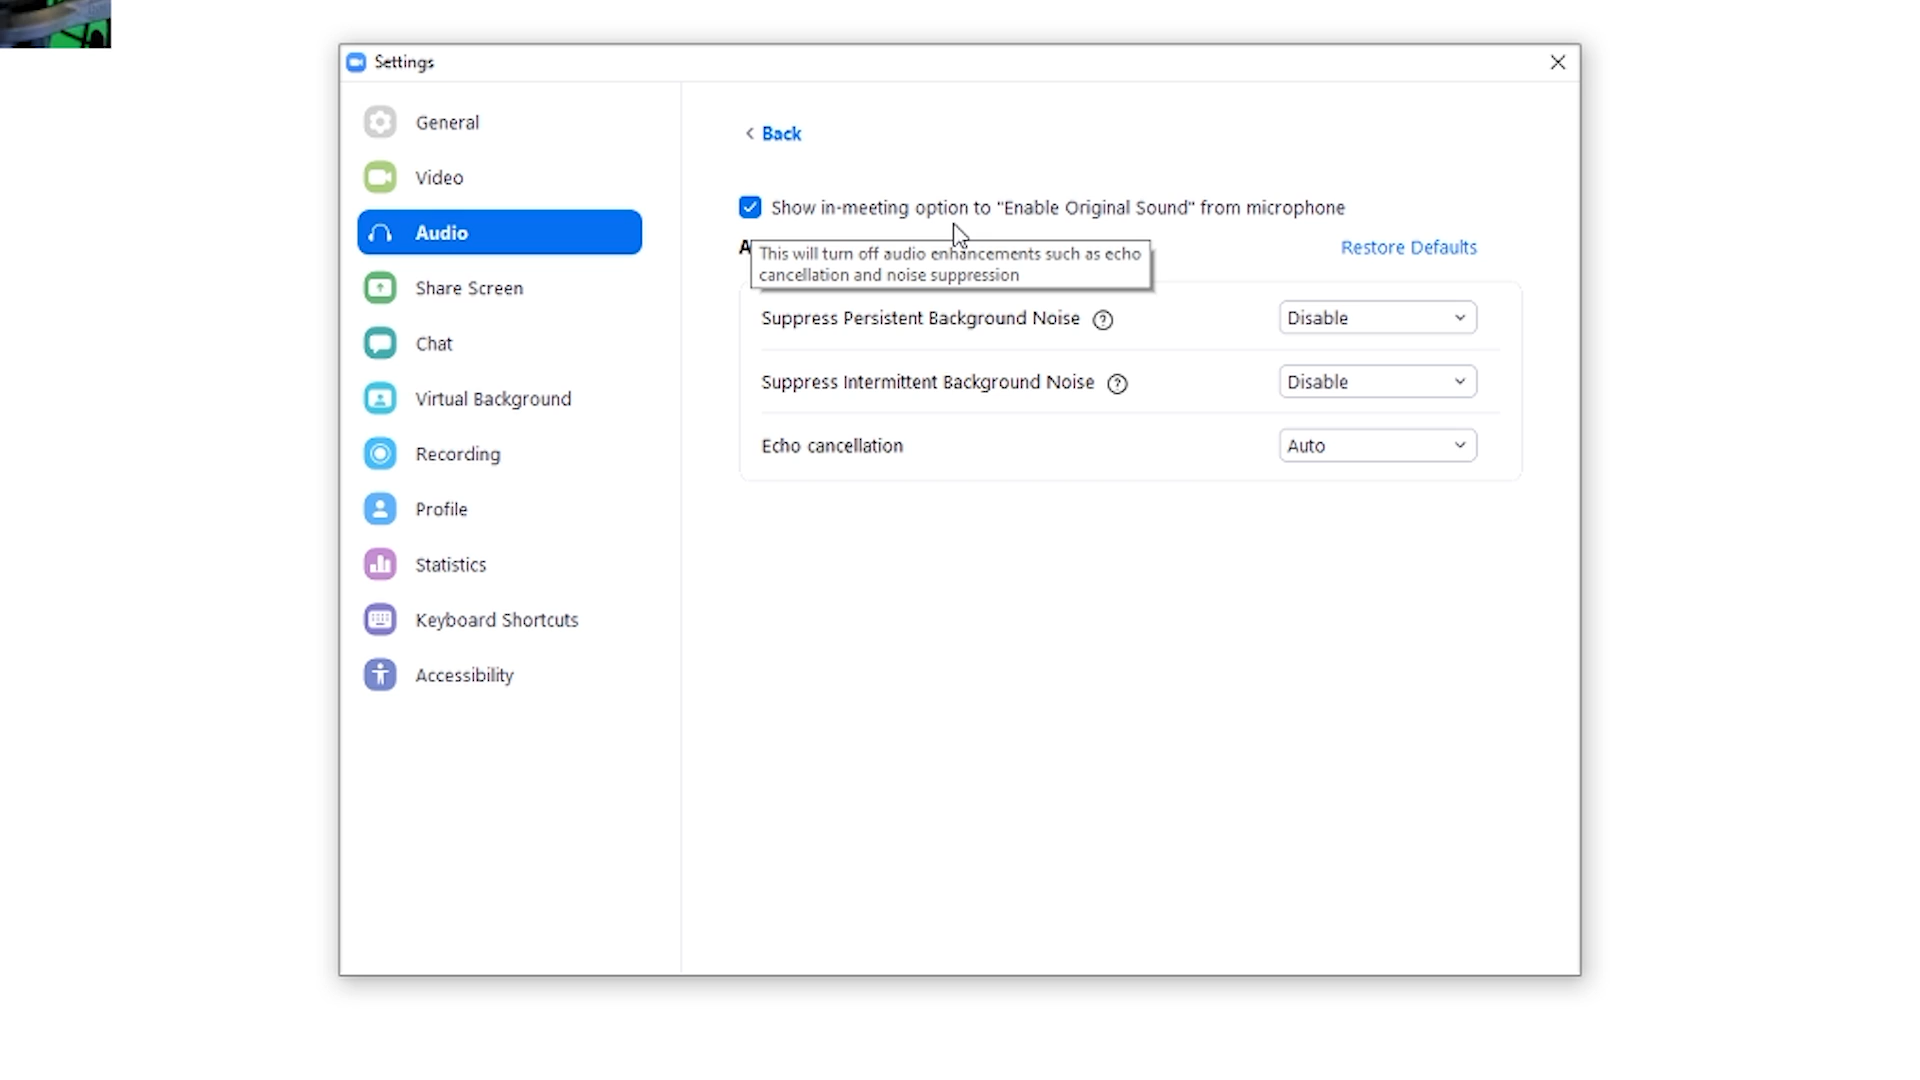 Settings
General
Video
Audio
Share Screen
Chat
Virtual Background
Recording
Profile
Statistics
Keyboard Shortcuts
Accessibility
Back
Show in-meeting option to "Enable Original Sound" from microphone
Restore Defaults
This will turn off audio enhancements such as echo
cancellation and noise suppression
Suppress Persistent Background Noise ? Disable
Suppress Intermittent Background Noise ? Disable
Echo cancellation Auto